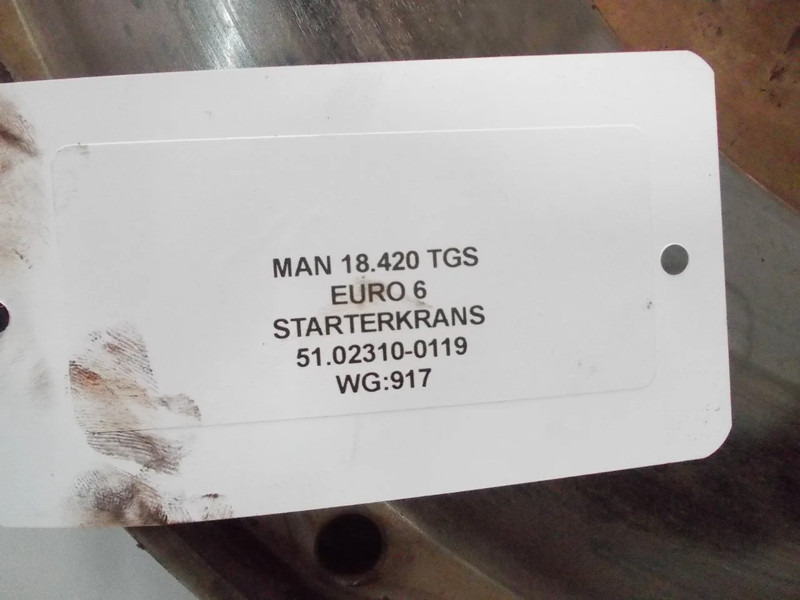 MAN 18.420 TGS
EURO 6
STARTERKRANS
51.02310-0119
WG:917